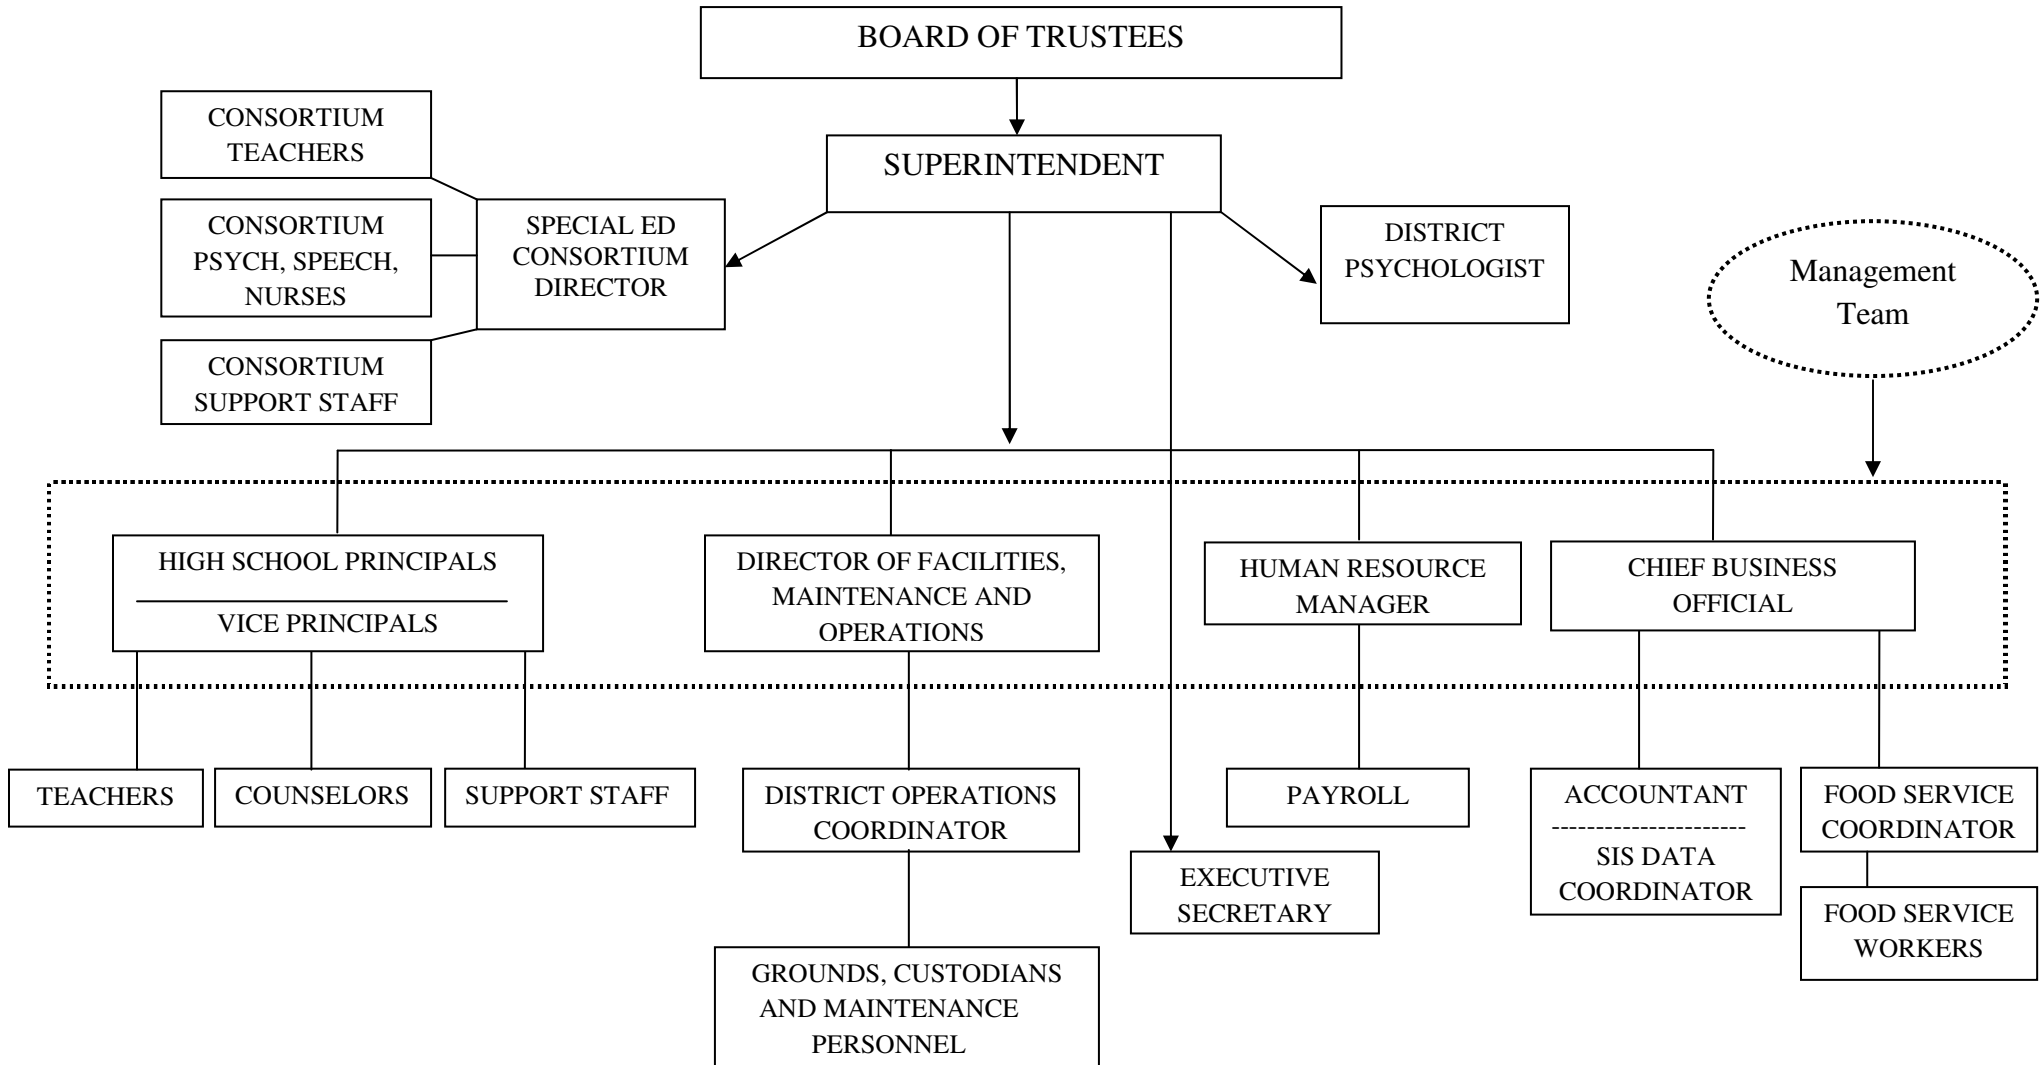 BOARD OF TRUSTEES
CONSORTIUM
TEACHERS
SUPERINTENDENT
CONSORTIUM
PSYCH, SPEECH,
NURSES
SPECIAL ED
CONSORTIUM
DIRECTOR
DISTRICT
PSYCHOLOGIST
Management
Team
CONSORTIUM
SUPPORT STAFF
HIGH SCHOOL PRINCIPALS
VICE PRINCIPALS
DIRECTOR OF FACILITIES,
MAINTENANCE AND
OPERATIONS
HUMAN RESOURCE
MANAGER
CHIEF BUSINESS
OFFICIAL
TEACHERS
COUNSELORS
SUPPORT STAFF
DISTRICT OPERATIONS
COORDINATOR
PAYROLL
ACCOUNTANT
SIS DATA
COORDINATOR
FOOD SERVICE
COORDINATOR
EXECUTIVE
SECRETARY
FOOD SERVICE
WORKERS
GROUNDS, CUSTODIANS
AND MAINTENANCE
PERSONNEL